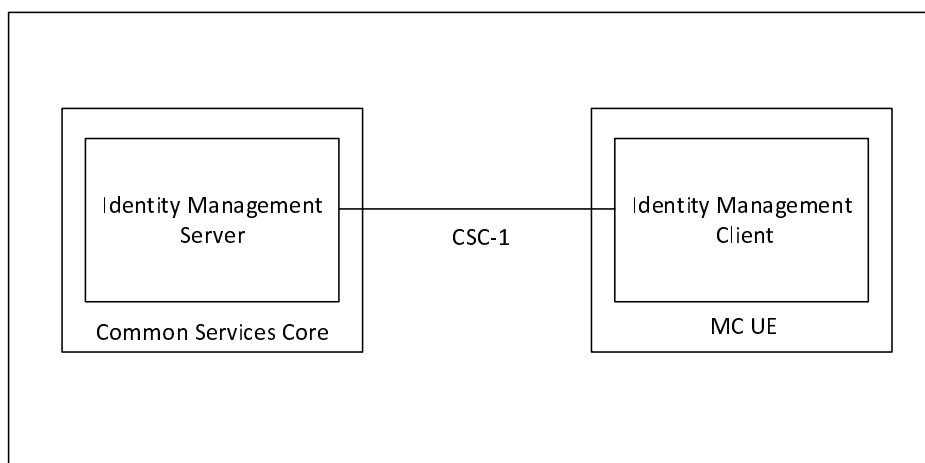 Identity Management
Server
Common Services Core
CSC-1
Identity Management
Client
MC UE